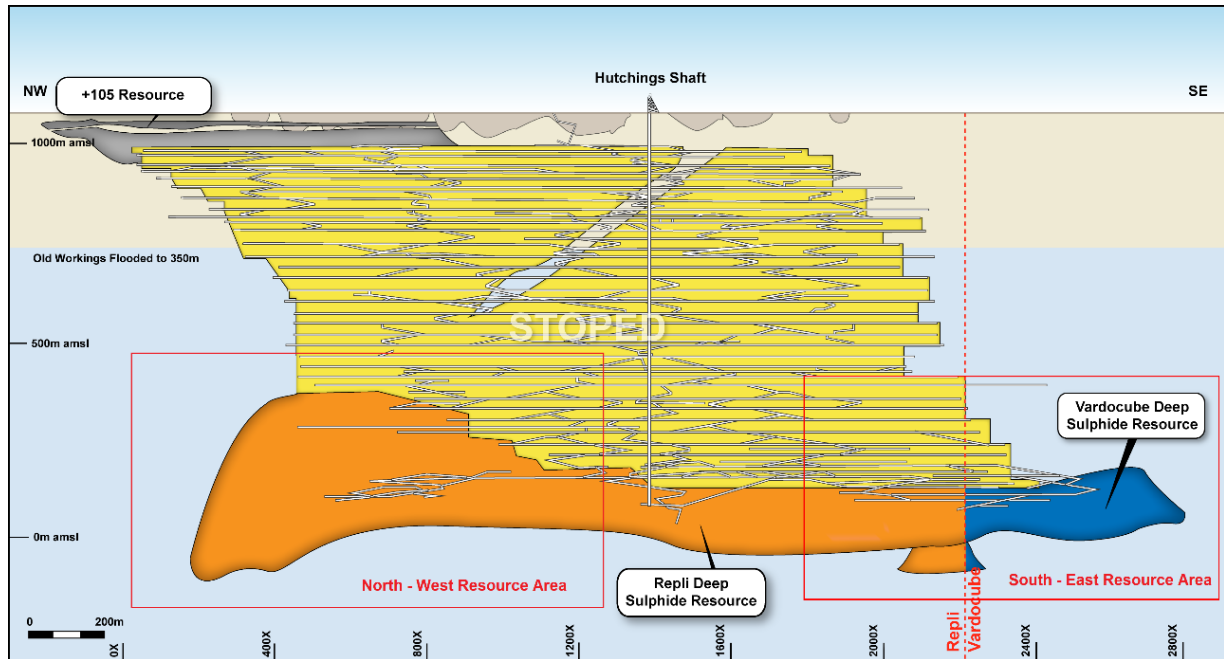 Hutchings Shaft
NW
SE
+105 Resource
1000m amsl
Old Workings Flooded to 350m
STOPED
500m amsl
Vardocube Deep
Sulphide Resource
0m amsl
North - West Resource Area
Repli Deep
Sulphide Resource
South - East Resource Area
Repli
Vardocube
0 200m
0X 400X 800X 1200X 1600X 2000X 2400X 2800X